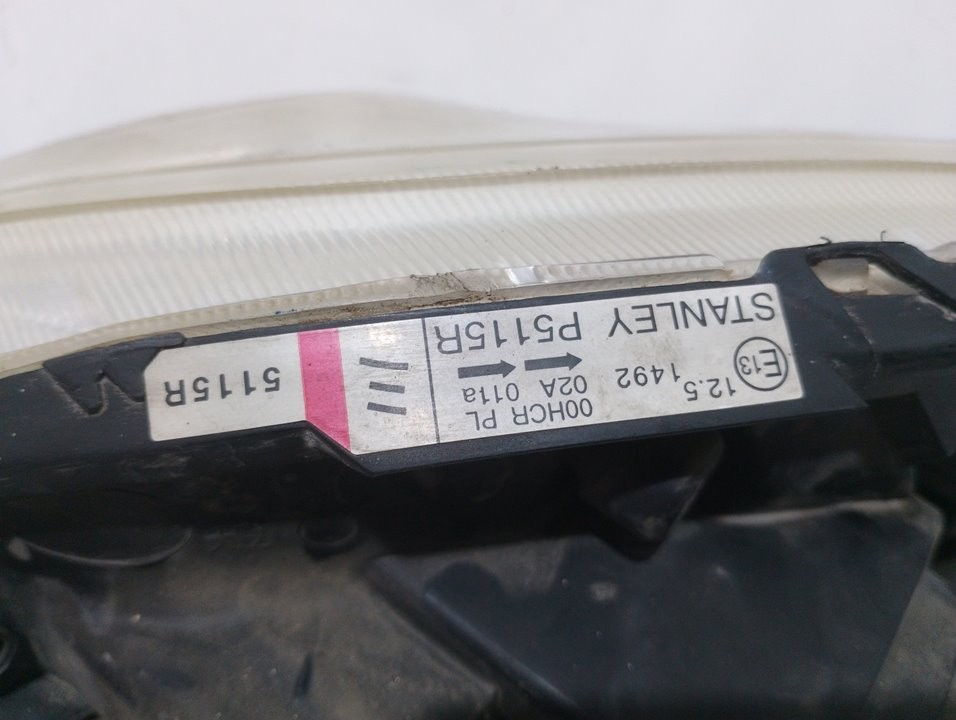 12.5 00HCR PL
E13 1492 02A 011a
STANLEY P5115R
5115R